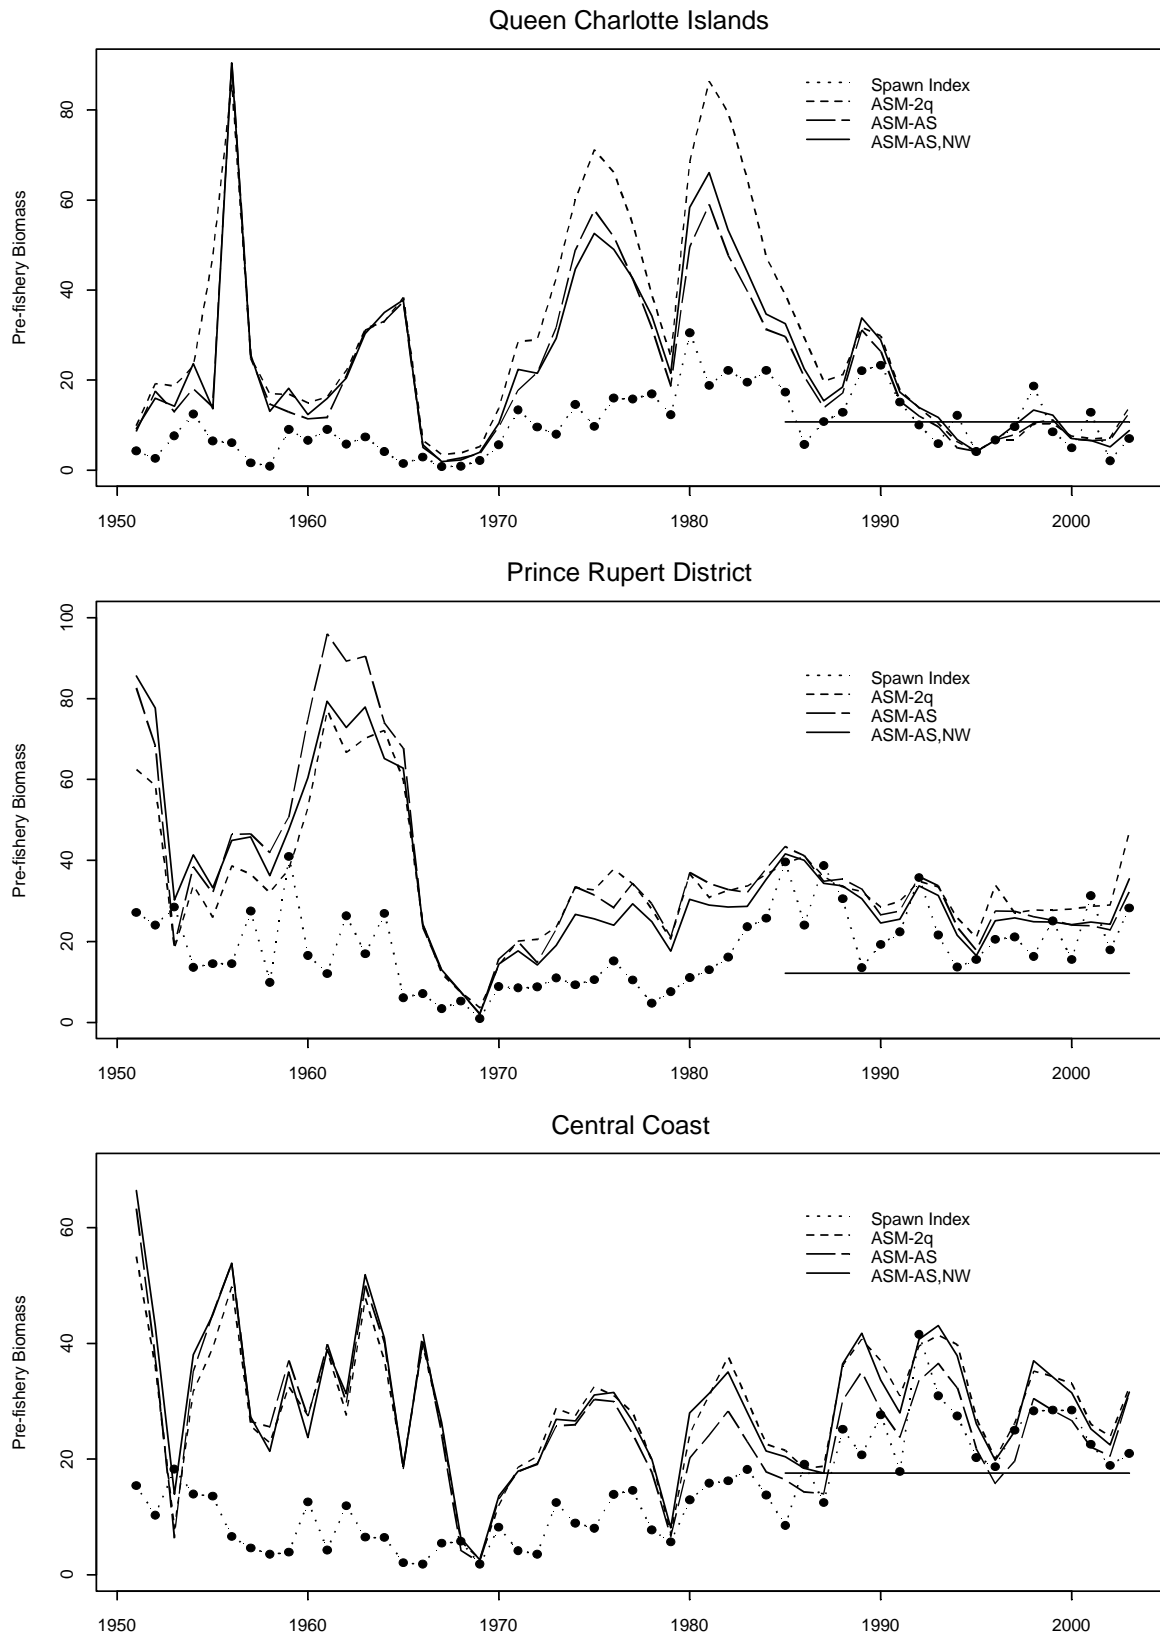 Queen Charlotte Islands
Pre-fishery Biomass
80
60
40
20
0
Spawn Index
ASM-2q
ASM-AS
ASM-AS,NW
1950 1960 1970 1980 1990 2000
Prince Rupert District
Pre-fishery Biomass
100
80
60
40
20
0
Spawn Index
ASM-2q
ASM-AS
ASM-AS,NW
1950 1960 1970 1980 1990 2000
Central Coast
Pre-fishery Biomass
60
40
20
0
Spawn Index
ASM-2q
ASM-AS
ASM-AS,NW
1950 1960 1970 1980 1990 2000